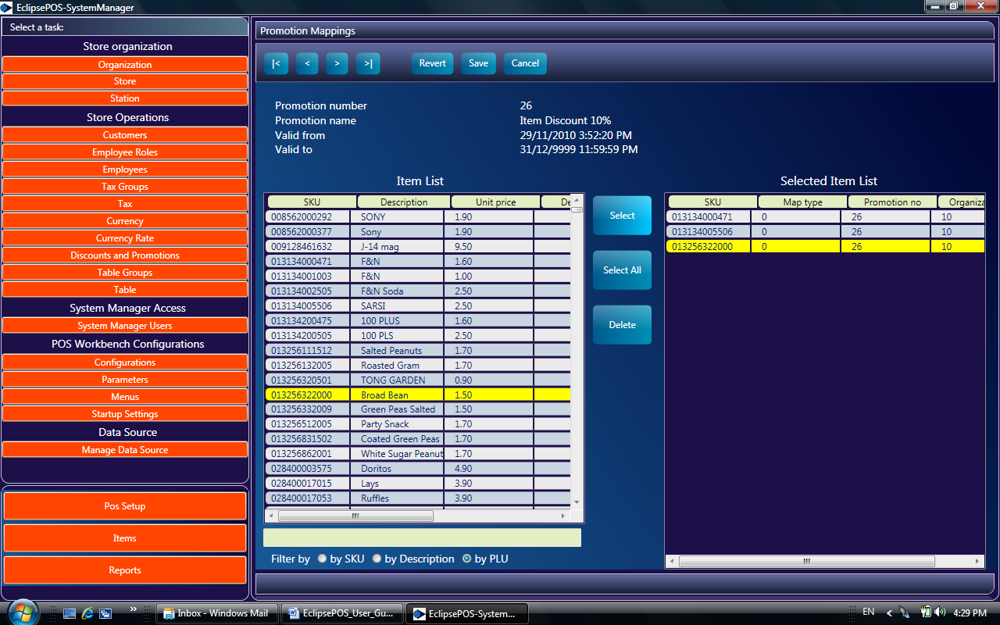 EclipsePOS-SystemManager
Select a task:
Store organization
Organization
Store
Station
Store Operations
Customers
Employee Roles
Employees
Tax Groups
Tax
Currency
Currency Rate
Discounts and Promotions
Table Groups
Table
System Manager Access
System Manager Users
POS Workbench Configurations
Configurations
Parameters
Menus
Startup Settings
Data Source
Manage Data Source
Pos Setup
Items
Reports
Promotion Mappings
|< < > >| Revert Save Cancel
Promotion number 26
Promotion name Item Discount 10%
Valid from 29/11/2010 3:52:20 PM
Valid to 31/12/9999 11:59:59 PM
Item List
SKU Description Unit price De
008562000292 SONY 1.90
008562000377 Sony 1.90
009128461632 J-14 mag 9.50
013134000471 F&N 1.60
013134001003 F&N 1.00
013134002505 F&N Soda 2.50
013134005506 SARSI 2.50
013134200475 100 PLUS 1.60
013134200505 100 PLS 2.50
013256111512 Salted Peanuts 1.70
013256132005 Roasted Gram 1.70
013256320501 TONG GARDEN 0.90
013256322000 Broad Bean 1.50
013256332009 Green Peas Salted 1.50
013256512005 Party Snack 1.70
013256831502 Coated Green Peas 1.70
013256862001 White Sugar Peanut 1.70
028400003575 Doritos 4.90
028400017015 Lays 3.90
028400017053 Ruffles 3.90
Filter by by SKU by Description by PLU
Select
Select All
Delete
Selected Item List
SKU Map type Promotion no Organiza
013134000471 0 26 10
013134005506 0 26 10
013256322000 0 26 10
» Inbox - Windows Mail EclipsePOS_User_Gu... EclipsePOS-System... EN 4:29 PM